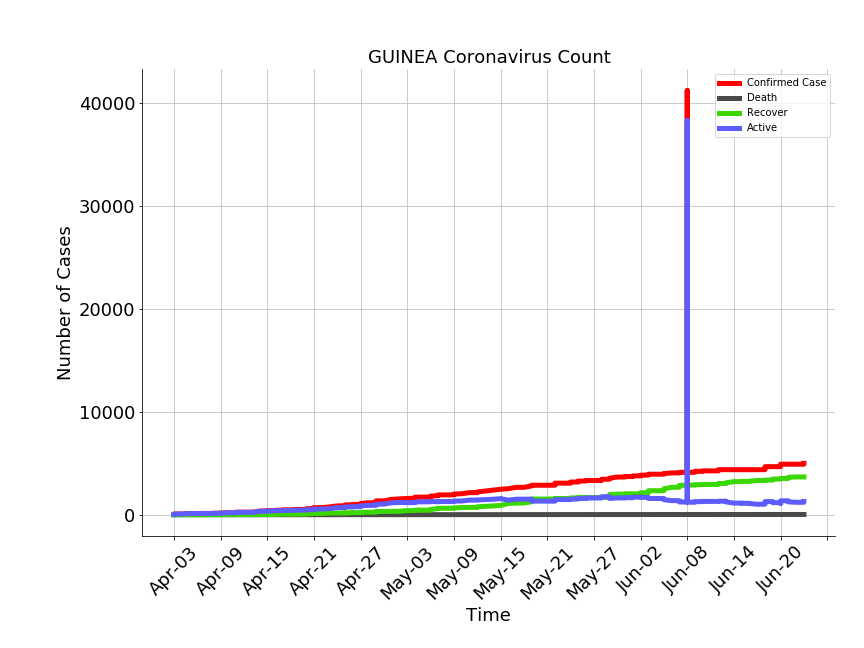 GUINEA Coronavirus Count
Confirmed Case
Death
Recover
Active
Number of Cases
40000
30000
20000
10000
0
Apr-03
Apr-09
Apr-15
Apr-21
Apr-27
May-03
May-09
May-15
May-21
May-27
Jun-02
Jun-08
Jun-14
Jun-20
Time